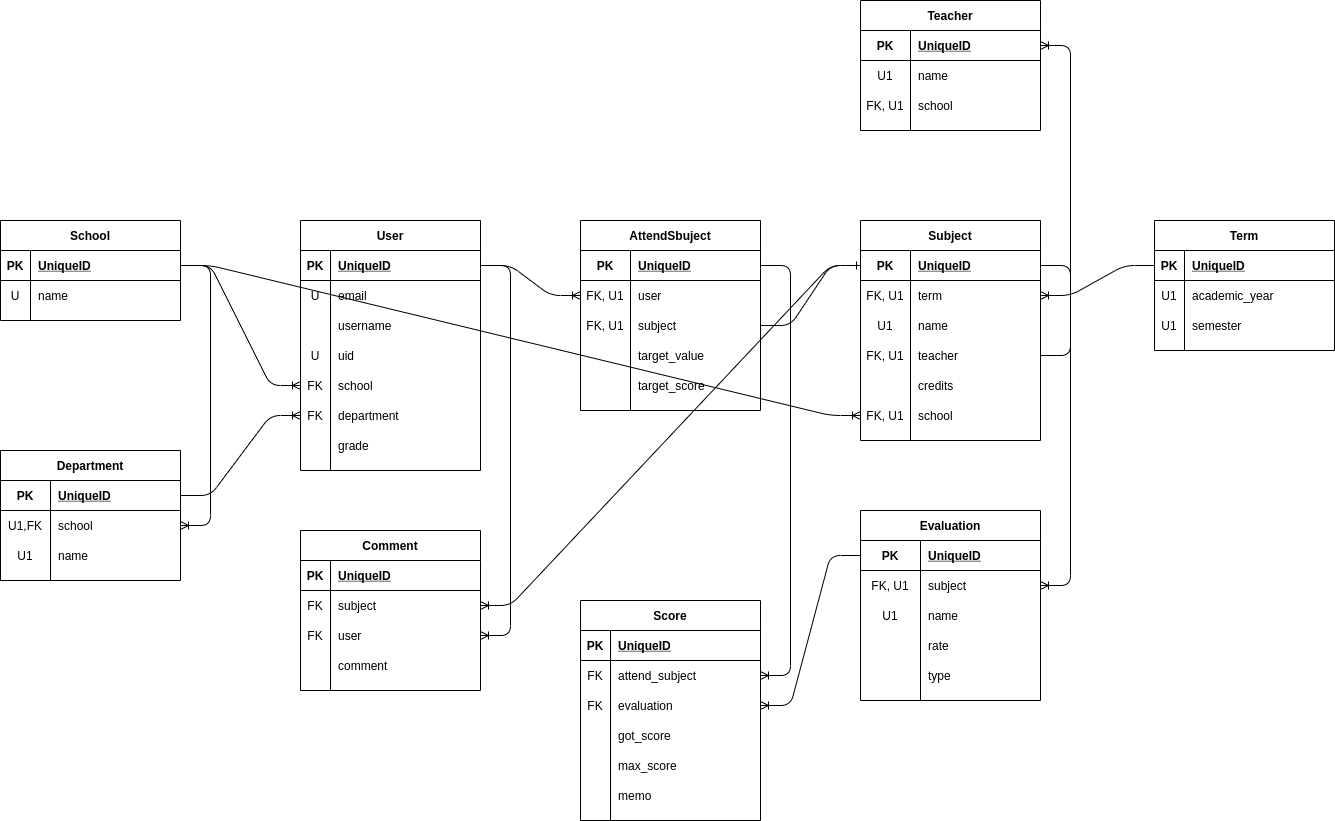 Teacher
PK UniqueID
U1 name
FK, U1 school
School
PK UniqueID
U name
User
PK UniqueID
U email
username
U uid
FK school
FK department
grade
AttendSbuject
PK UniqueID
FK, U1 user
FK, U1 subject
target_value
target_score
Subject
PK UniqueID
FK, U1 term
U1 name
FK, U1 teacher
credits
FK, U1 school
Term
PK UniqueID
U1 academic_year
U1 semester
Department
PK UniqueID
U1,FK school
U1 name
Comment
PK UniqueID
FK subject
FK user
comment
Score
PK UniqueID
FK attend_subject
FK evaluation
got_score
max_score
memo
Evaluation
PK UniqueID
FK, U1 subject
U1 name
rate
type